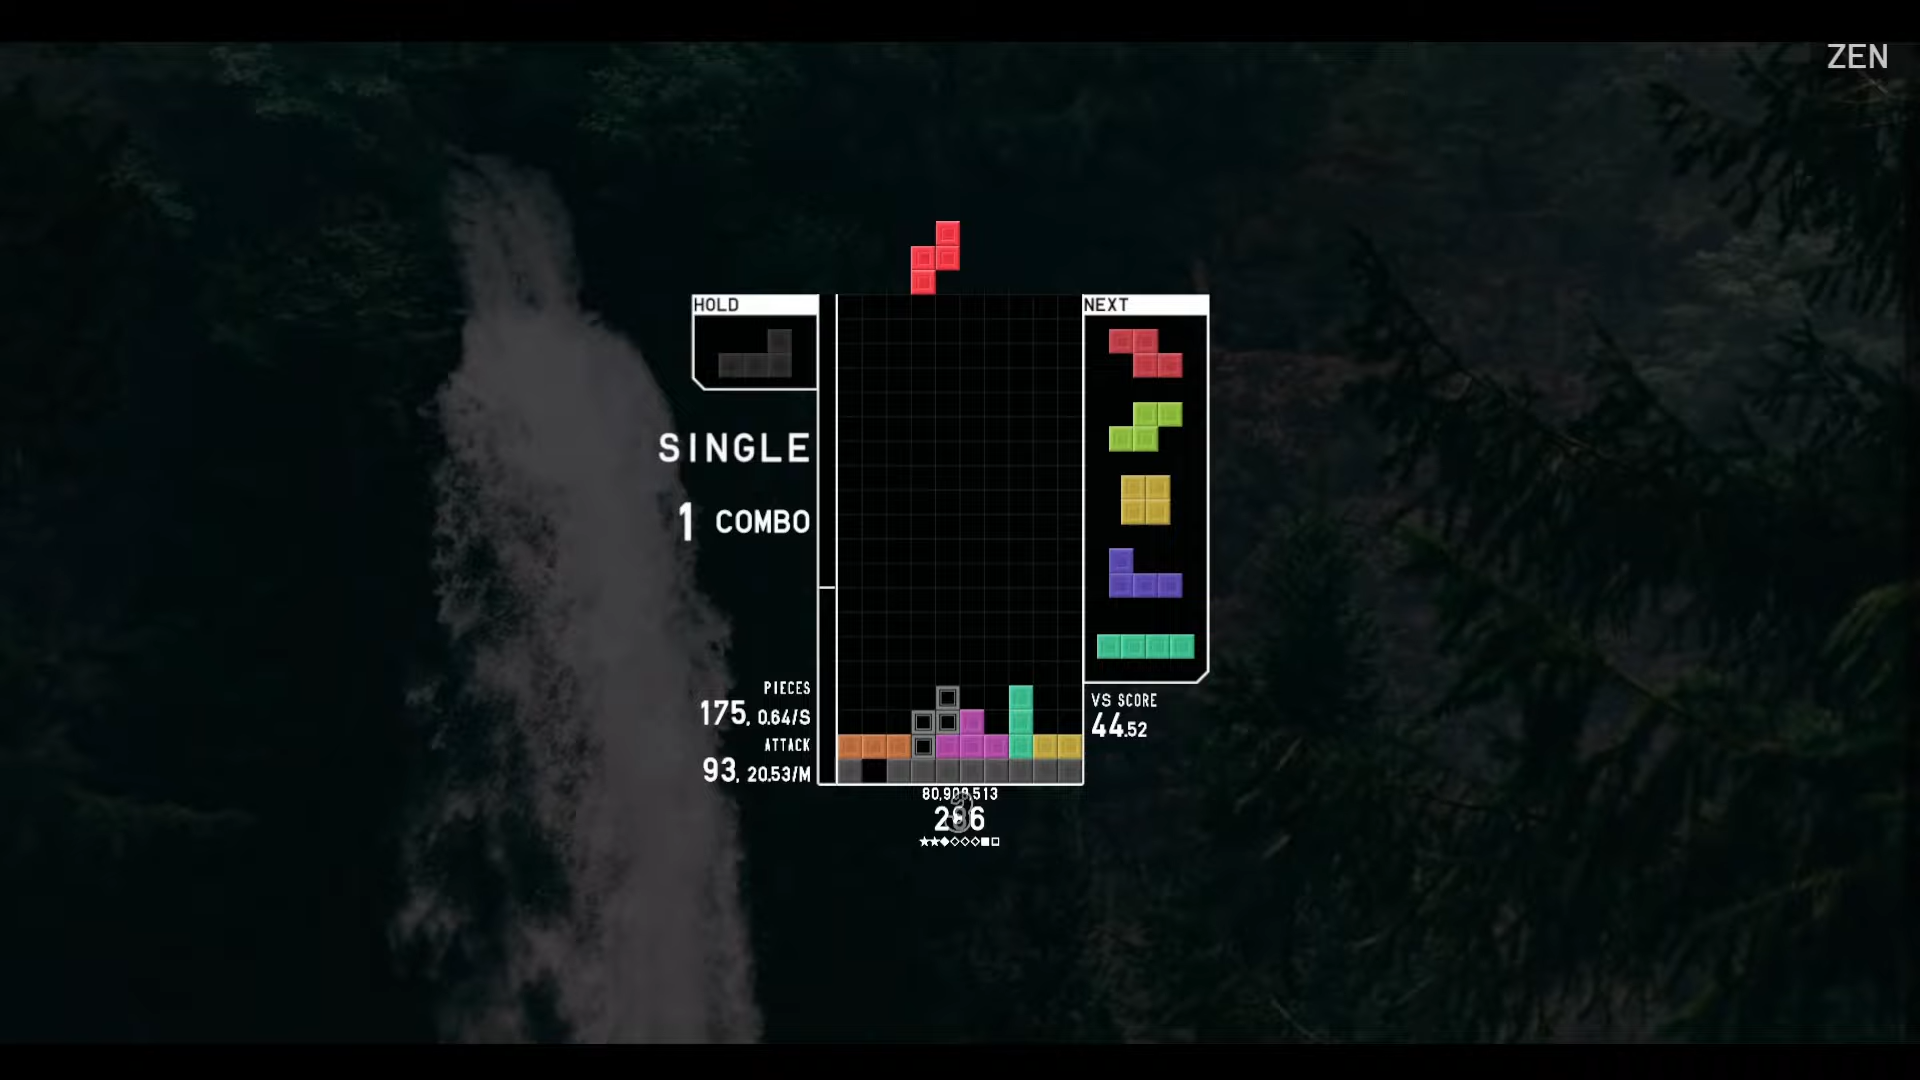 ZEN
HOLD
NEXT
SINGLE
1 COMBO
PIECES
175, 0.64/S
ATTACK
93, 20.53/M
VS SCORE
44.52